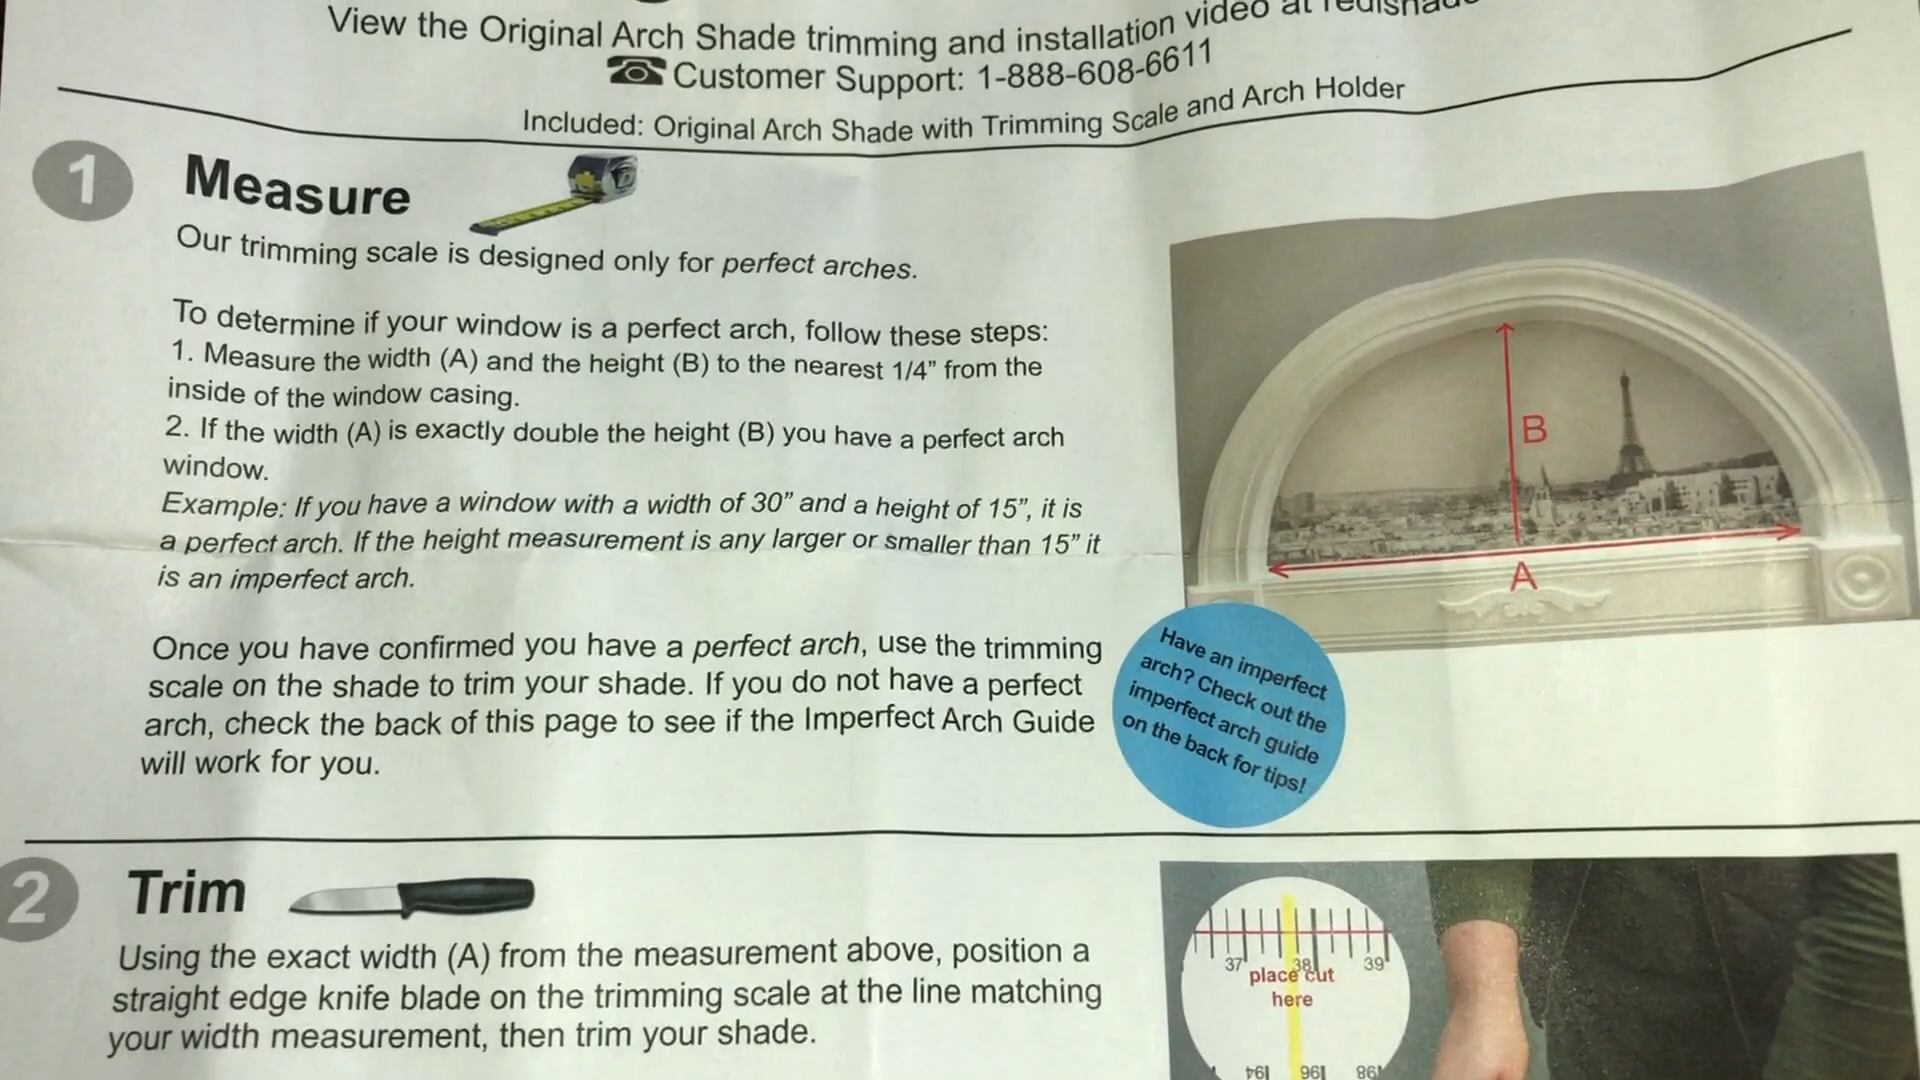 View the Original Arch Shade trimming and installation video at redishade
Customer Support: 1-888-608-6611
Included: Original Arch Shade with Trimming Scale and Arch Holder
1 Measure
Our trimming scale is designed only for perfect arches.
To determine if your window is a perfect arch, follow these steps:
1. Measure the width (A) and the height (B) to the nearest 1/4” from the
inside of the window casing.
2. If the width (A) is exactly double the height (B) you have a perfect arch
window.
Example: If you have a window with a width of 30” and a height of 15”, it is
a perfect arch. If the height measurement is any larger or smaller than 15” it
is an imperfect arch.
Once you have confirmed you have a perfect arch, use the trimming
scale on the shade to trim your shade. If you do not have a perfect
arch, check the back of this page to see if the Imperfect Arch Guide
will work for you.
B
A
Have an imperfect
arch? Check out the
imperfect arch guide
on the back for tips!
2 Trim
Using the exact width (A) from the measurement above, position a
straight edge knife blade on the trimming scale at the line matching
your width measurement, then trim your shade.
37 38 39
place cut
here
194 196 198